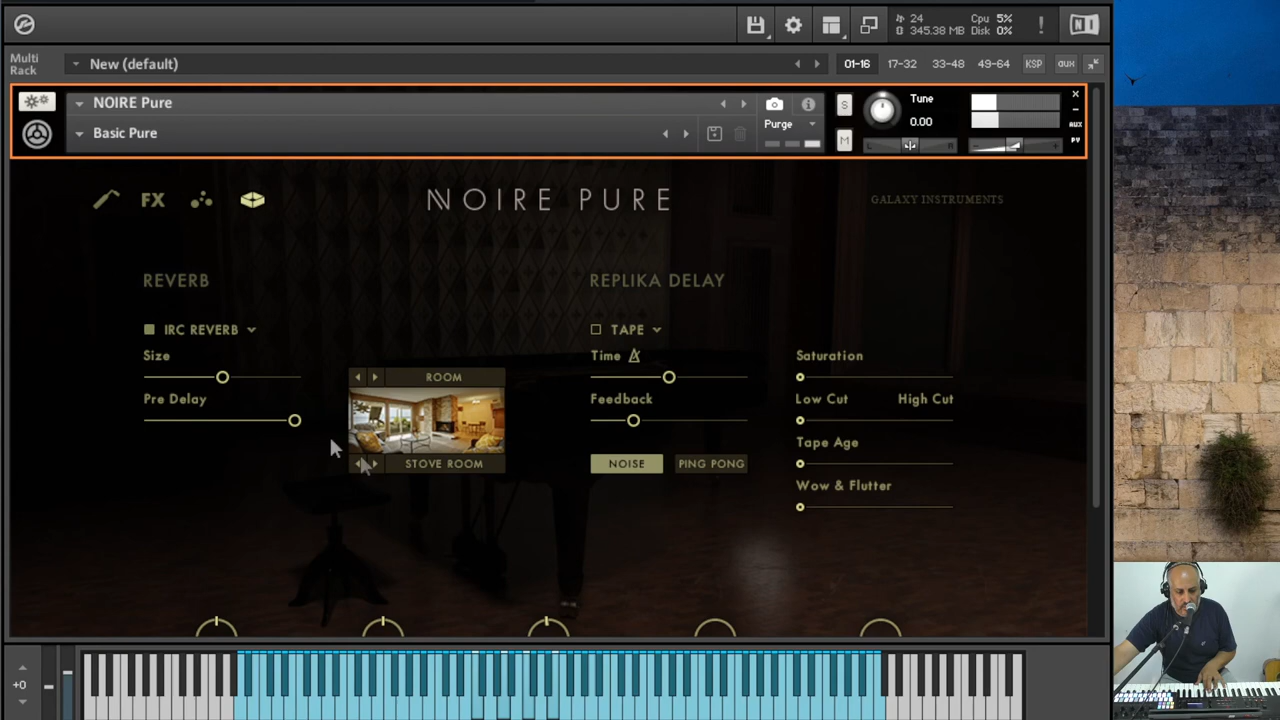 24
Cpu 5%
345.38 MB Disk 0%
!
NI
Multi
Rack
New (default)
01-16
17-32
33-48
49-64
KSP
aux
NOIRE Pure
Basic Pure
Purge
S
M
Tune
0.00
L
R
AUX
PV
FX
NOIRE PURE
GALAXY INSTRUMENTS
REVERB
REPLIKA DELAY
IRC REVERB
TAPE
Size
Time
Saturation
ROOM
Pre Delay
Feedback
Low Cut
High Cut
Tape Age
STOVE ROOM
NOISE
PING PONG
Wow & Flutter
+0